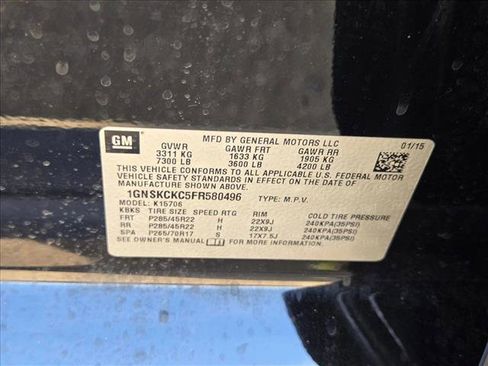 GM
MFD BY GENERAL MOTORS LLC
01/15
GVWR GAWR FRT GAWR RR
3311 KG 1633 KG 1905 KG
7300 LB 3600 LB 4200 LB
THIS VEHICLE CONFORMS TO ALL APPLICABLE U.S. FEDERAL MOTOR
VEHICLE SAFETY STANDARDS IN EFFECT ON THE DATE OF
MANUFACTURE SHOWN ABOVE.
1GNSKCKC5FR580496 TYPE: M.P.V.
MODEL: K15706
KBKS TIRE SIZE SPEED RTG RIM COLD TIRE PRESSURE
FRT P285/45R22 H 22X9J 240KPA(35PSI)
RR P285/45R22 H 22X9J 240KPA(35PSI)
SPA P265/70R17 S 17X7.5J 240KPA(35PSI)
SEE OWNER'S MANUAL FOR MORE INFORMATION.